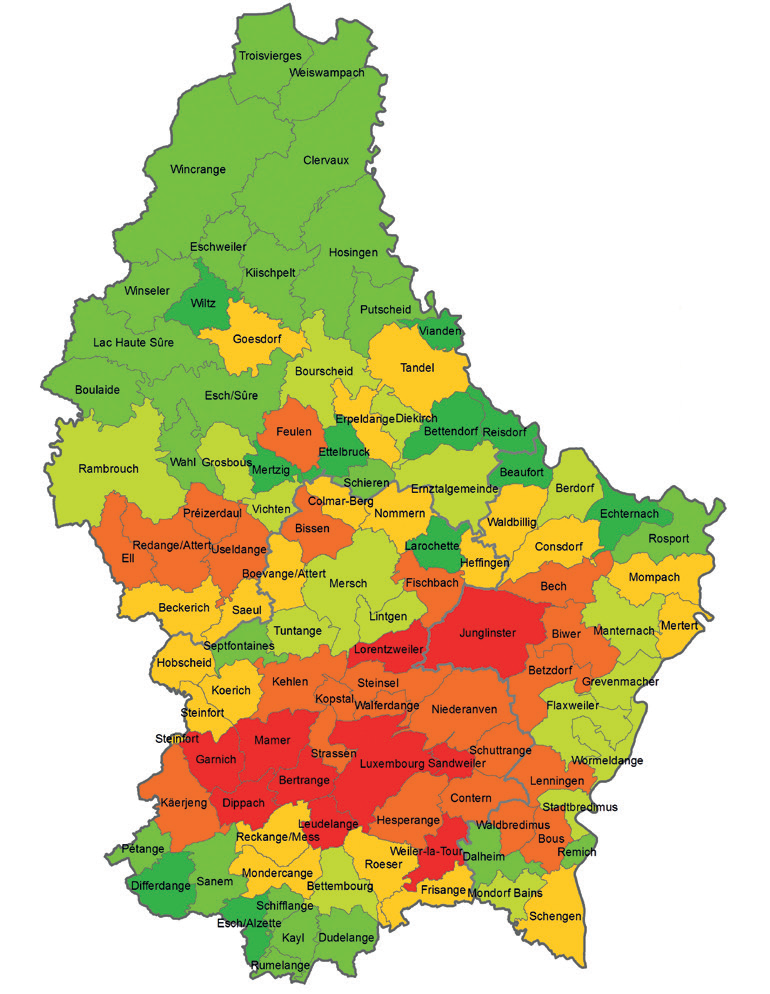 Troisvierges
Weiswampach
Wincrange
Clervaux
Eschweiler
Hosingen
Kiischpelt
Winseler
Wiltz
Putscheid
Vianden
Goesdorf
Lac Haute Sûre
Tandel
Bourscheid
Boulaide
Esch/Sûre
Erpeldange
Diekirch
Feulen
Bettendorf
Reisdorf
Ettelbruck
Wahl
Grosbous
Rambrouch
Mertzig
Beaufort
Schieren
Ernztalgemeinde
Berdorf
Colmar-Berg
Vichten
Préizerdaul
Nommern
Echternach
Waldbillig
Bissen
Rosport
Redange/Attert
Useldange
Larochette
Consdorf
Ell
Heffingen
Boevange/Attert
Mersch
Fischbach
Mompach
Bech
Beckerich
Saeul
Lintgen
Mertert
Tuntange
Junglinster
Biwer
Manternach
Septfontaines
Lorentzweiler
Hobscheid
Betzdorf
Kehlen
Steinsel
Grevenmacher
Koerich
Kopstal
Walferdange
Niederanven
Flaxweiler
Steinfort
Steinfort
Mamer
Strassen
Schuttrange
Garnich
Luxembourg
Sandweiler
Wormeldange
Bertrange
Lenningen
Käerjeng
Dippach
Contern
Stadtbredimus
Leudelange
Hesperange
Waldbredimus
Reckange/Mess
Bous
Pétange
Weiler-la-Tour
Remich
Dalheim
Roeser
Mondercange
Sanem
Differdange
Bettembourg
Frisange
Mondorf Bains
Schifflange
Schengen
Esch/Alzette
Kayl
Dudelange
Rumelange